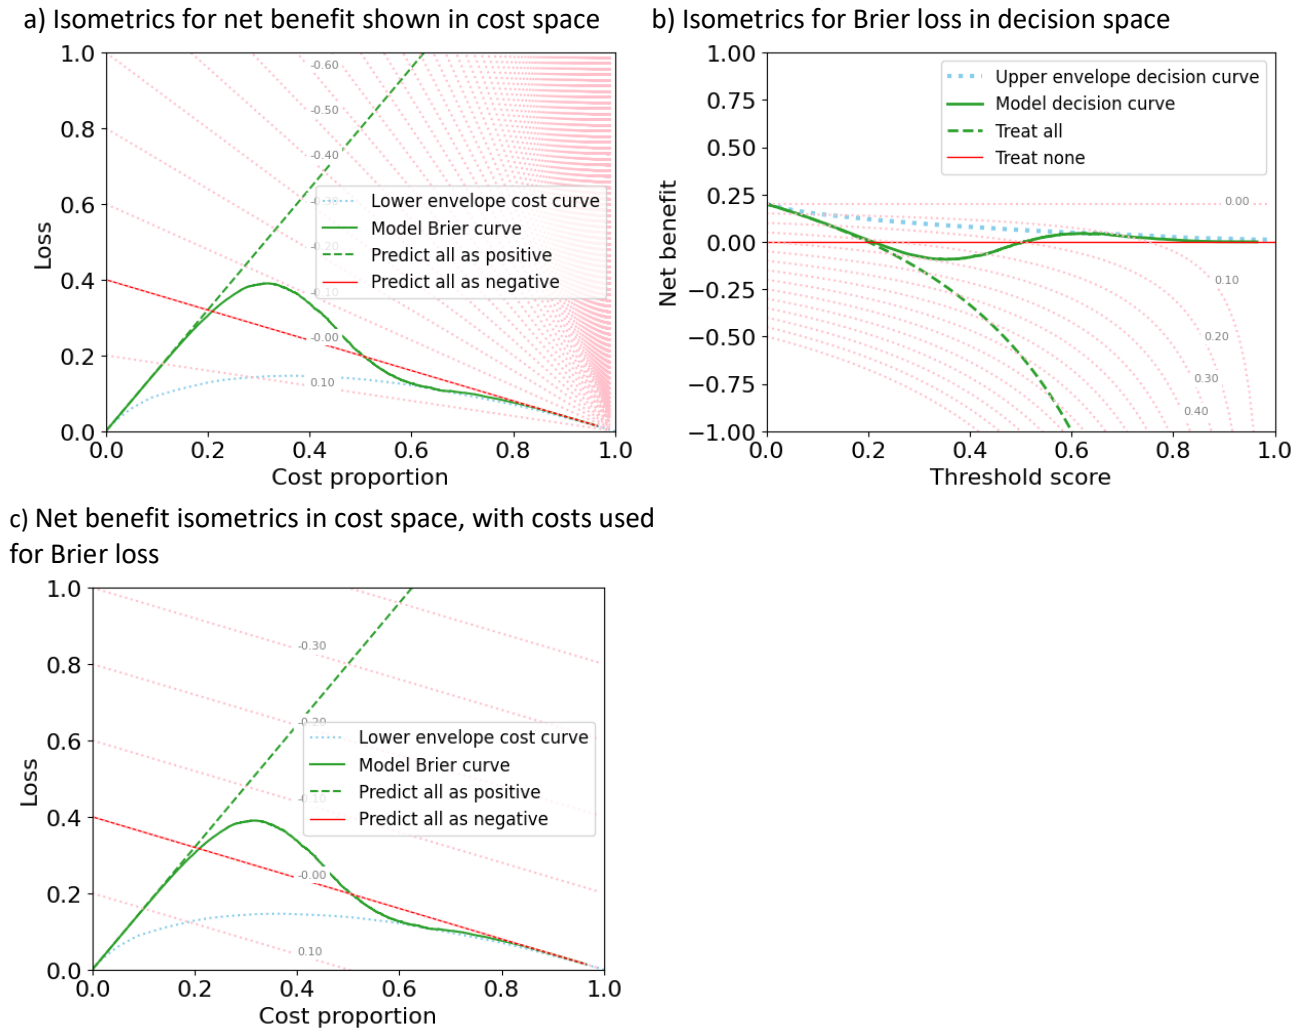 a) Isometrics for net benefit shown in cost space
1.0
0.8
0.6
0.4
0.2
0.0
Loss
-0.60
-0.50
-0.40
-0.20
-0.10
-0.00
0.10
Lower envelope cost curve
Model Brier curve
Predict all as positive
Predict all as negative
0.0 0.2 0.4 0.6 0.8 1.0
Cost proportion
b) Isometrics for Brier loss in decision space
1.00
0.75
0.50
0.25
0.00
−0.25
−0.50
−0.75
−1.00
Net benefit
Upper envelope decision curve
Model decision curve
Treat all
Treat none
0.00
0.10
0.20
0.30
0.40
0.0 0.2 0.4 0.6 0.8 1.0
Threshold score
c) Net benefit isometrics in cost space, with costs used
for Brier loss
1.0
0.8
0.6
0.4
0.2
0.0
Loss
-0.30
-0.20
-0.10
-0.00
0.10
Lower envelope cost curve
Model Brier curve
Predict all as positive
Predict all as negative
0.0 0.2 0.4 0.6 0.8 1.0
Cost proportion